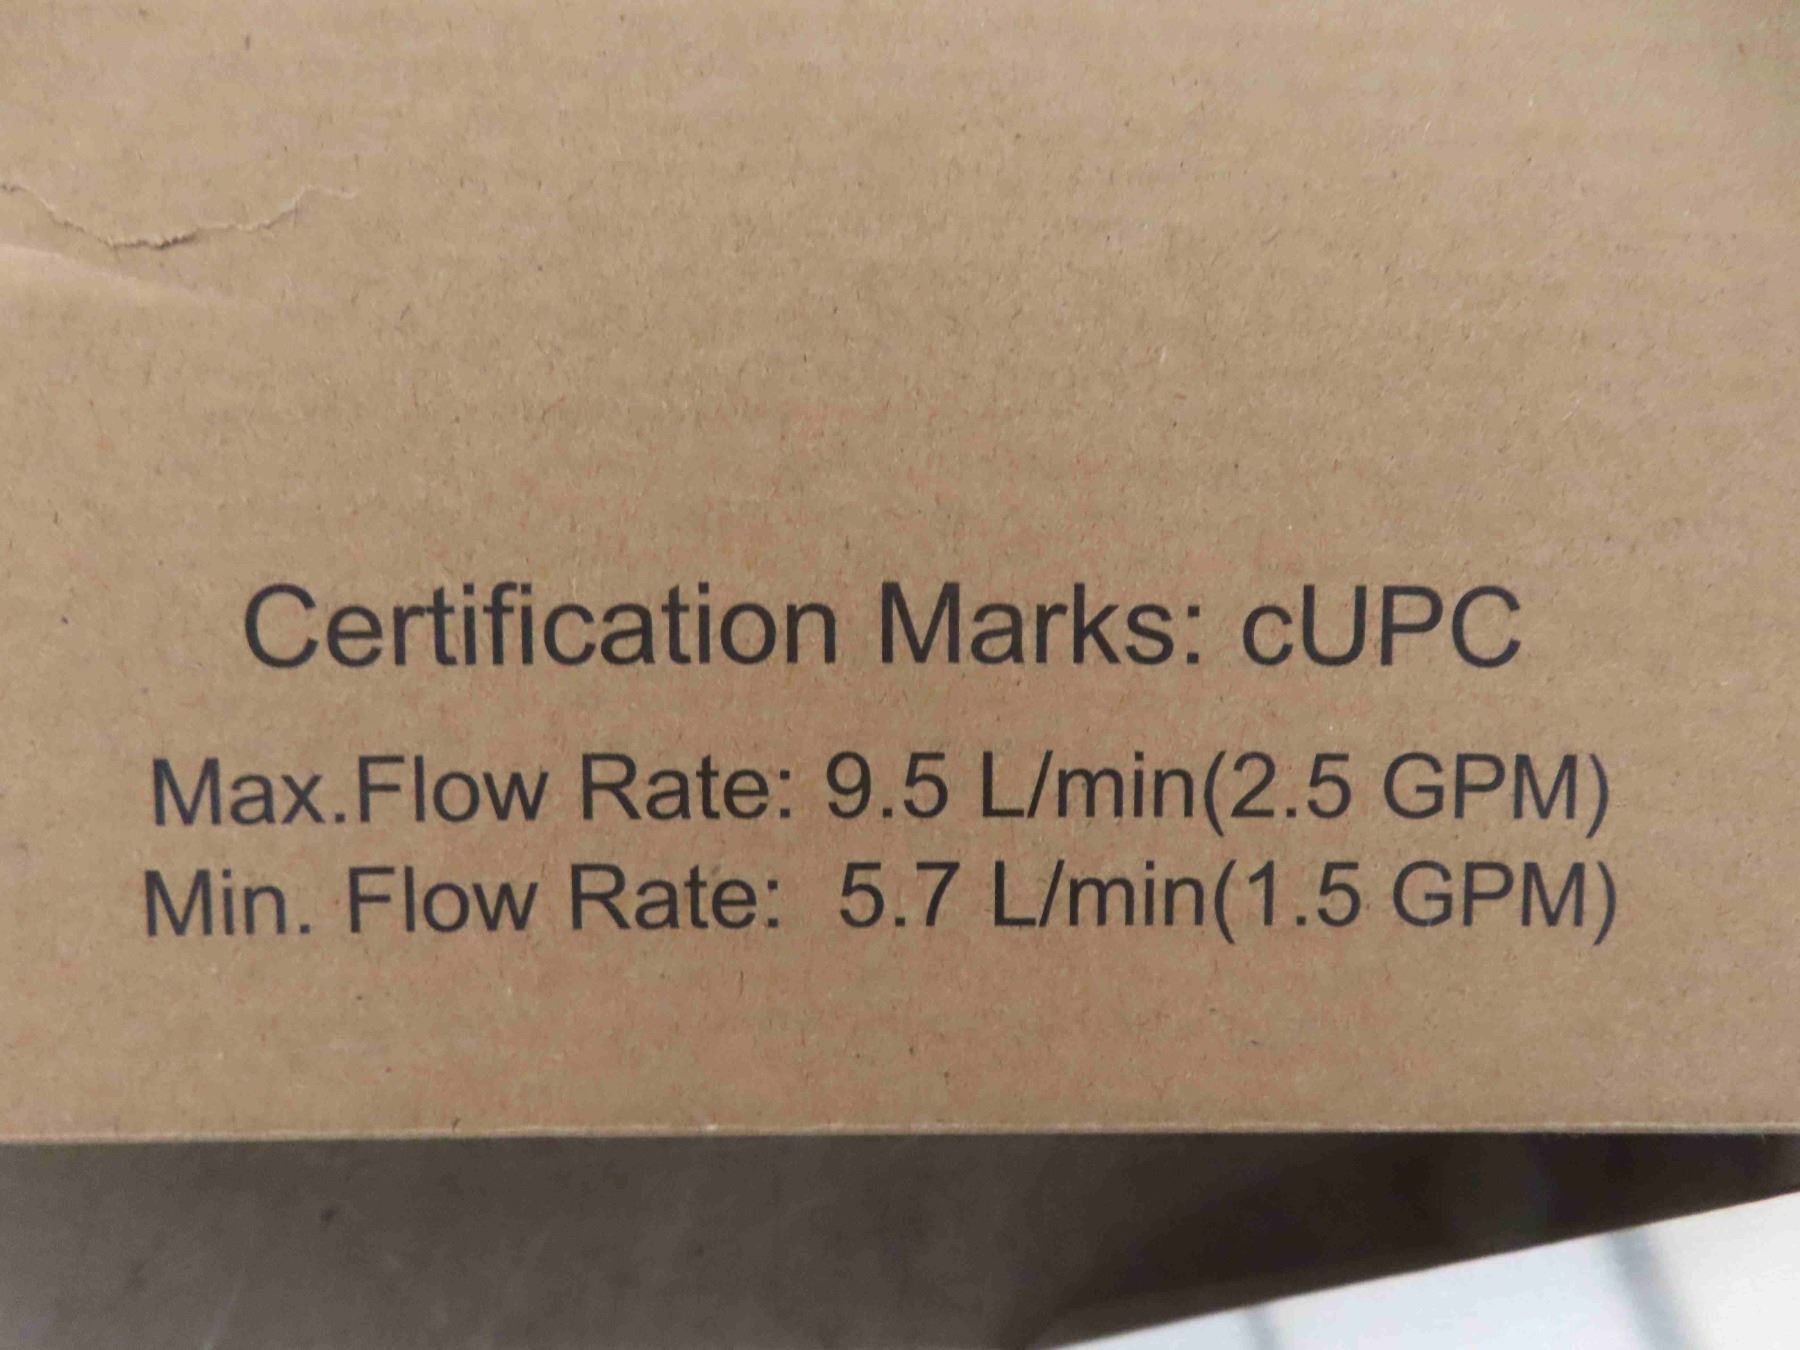 Certification Marks: cUPC
Max.Flow Rate: 9.5 L/min(2.5 GPM)
Min. Flow Rate:  5.7 L/min(1.5 GPM)